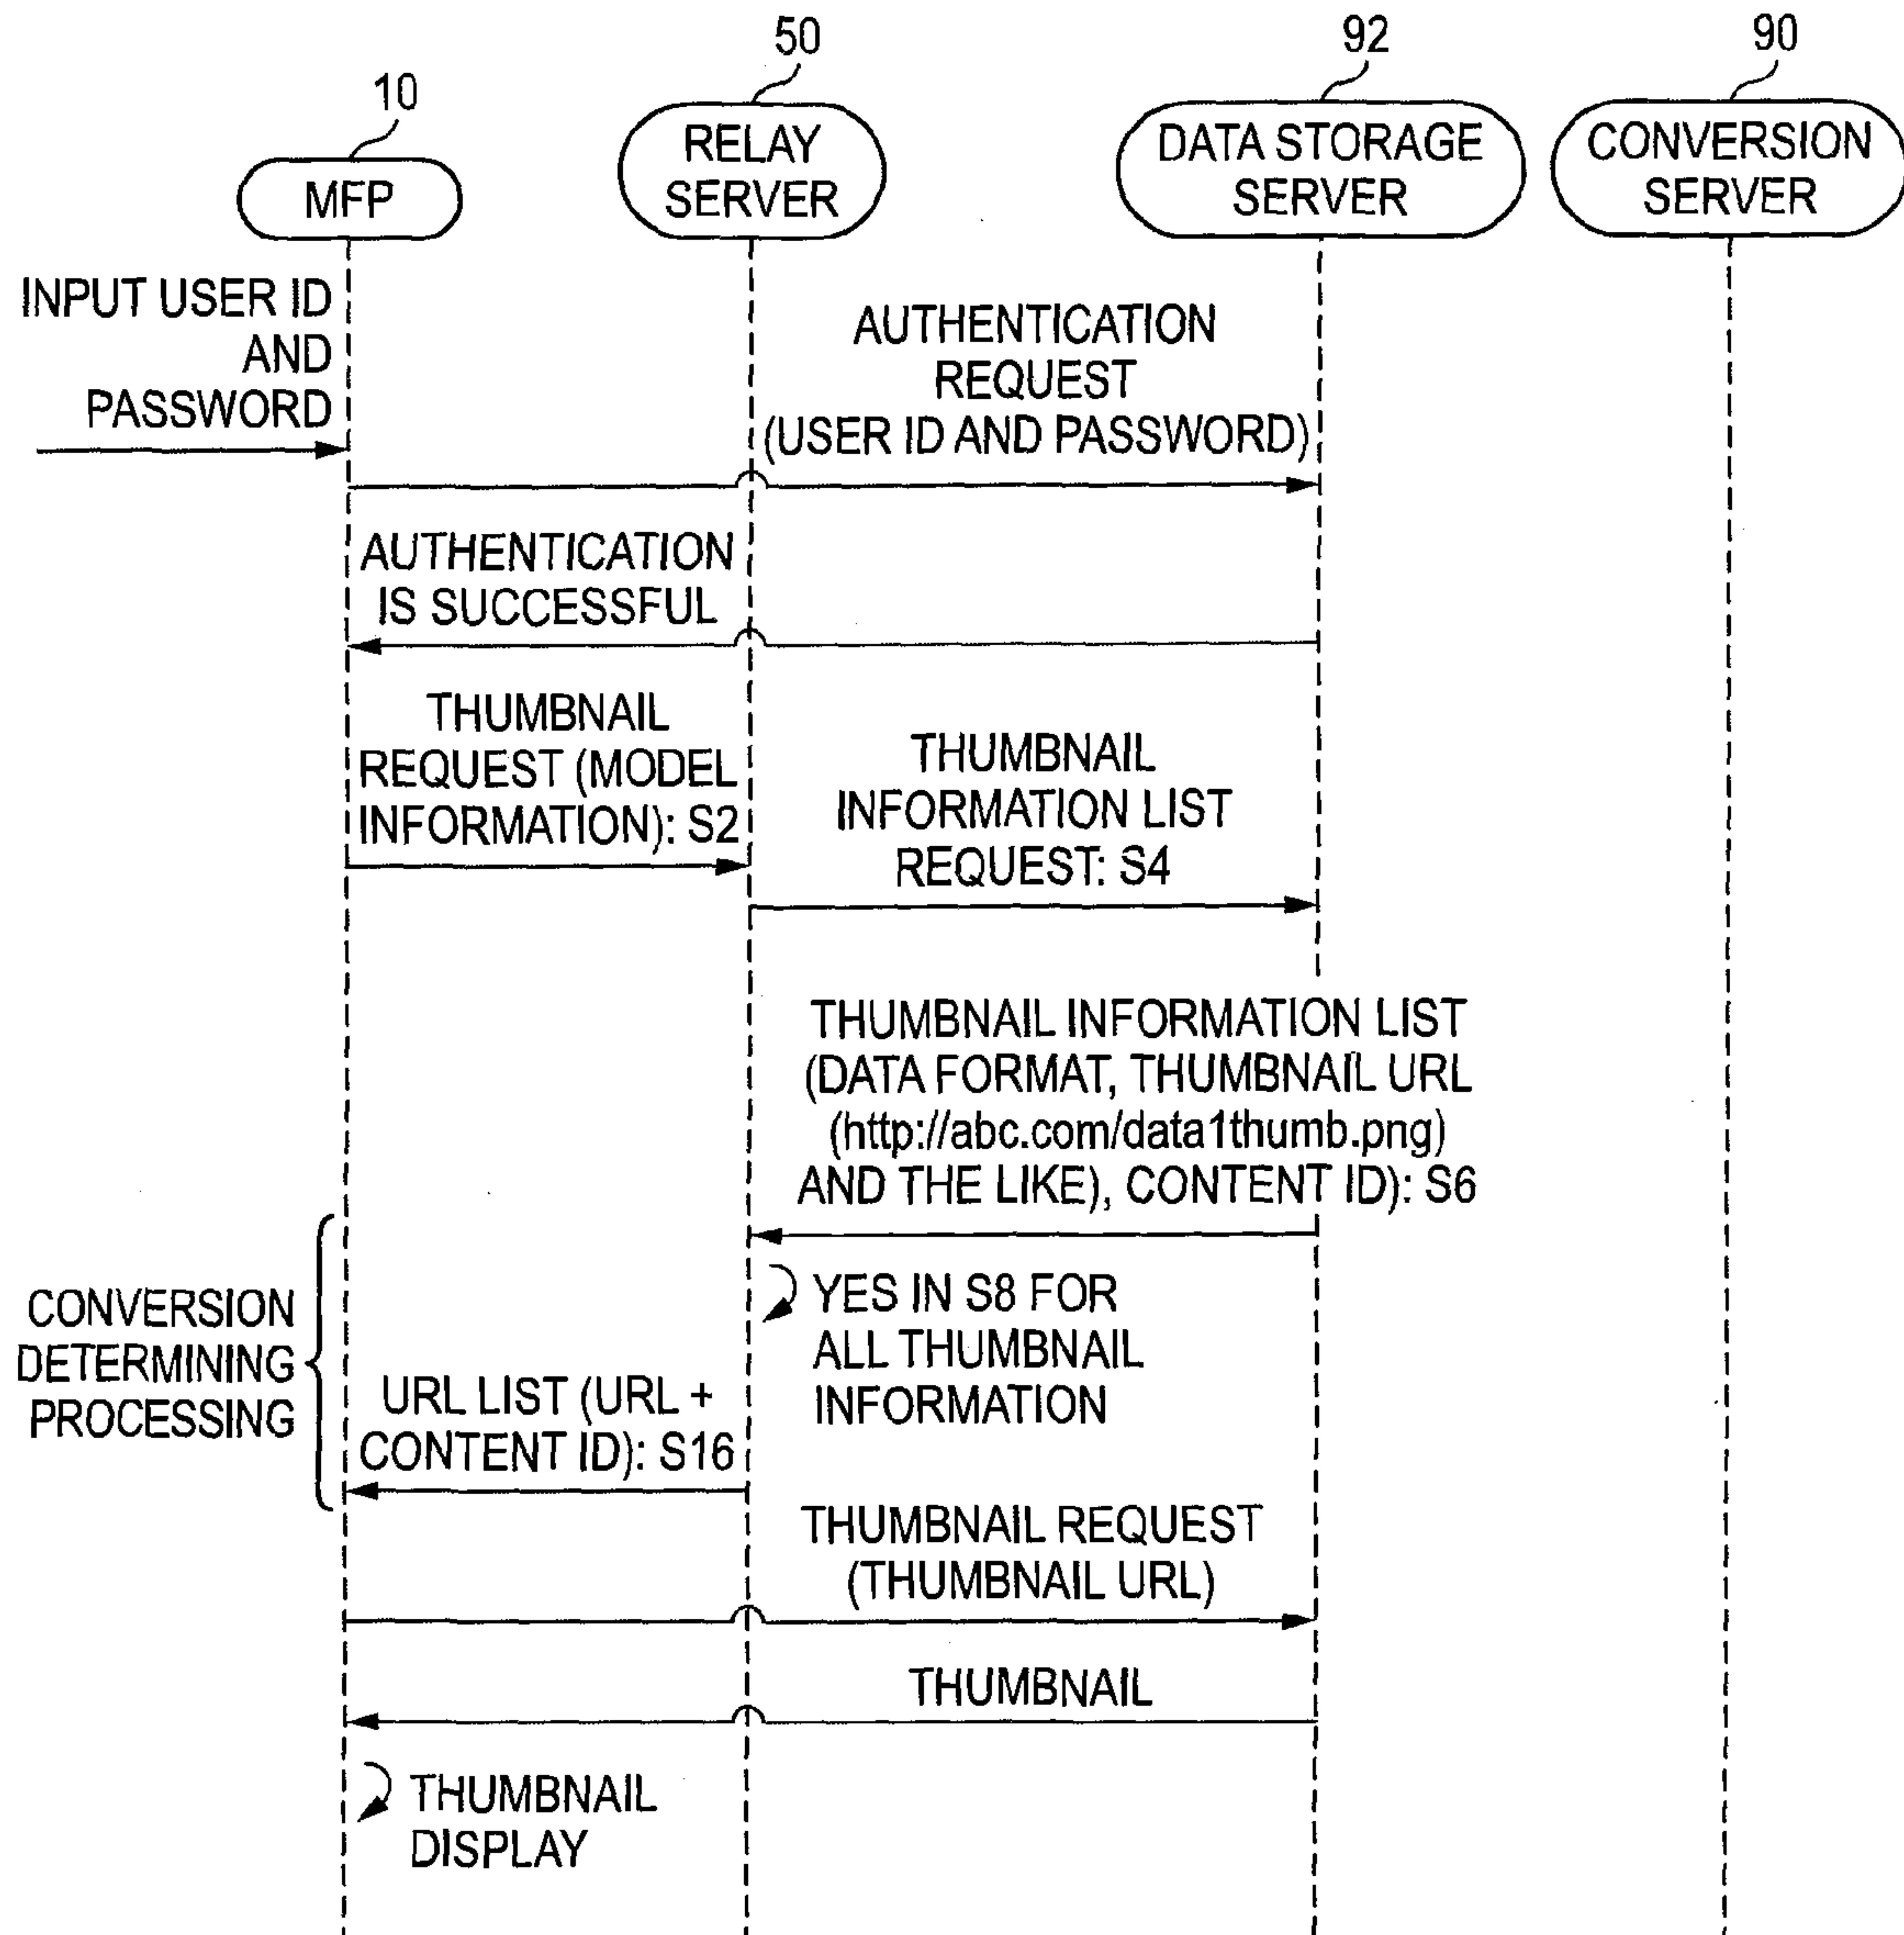 10
50
92
90
MFP
RELAY
SERVER
DATA STORAGE
SERVER
CONVERSION
SERVER
INPUT USER ID
AND
PASSWORD
AUTHENTICATION
REQUEST
(USER ID AND PASSWORD)
AUTHENTICATION
IS SUCCESSFUL
THUMBNAIL
REQUEST (MODEL
INFORMATION): S2
THUMBNAIL
INFORMATION LIST
REQUEST: S4
THUMBNAIL INFORMATION LIST
(DATA FORMAT, THUMBNAIL URL
(http://abc.com/data1thumb.png)
AND THE LIKE), CONTENT ID): S6
YES IN S8 FOR
ALL THUMBNAIL
INFORMATION
CONVERSION
DETERMINING
PROCESSING
URL LIST (URL +
CONTENT ID): S16
THUMBNAIL REQUEST
(THUMBNAIL URL)
THUMBNAIL
THUMBNAIL
DISPLAY